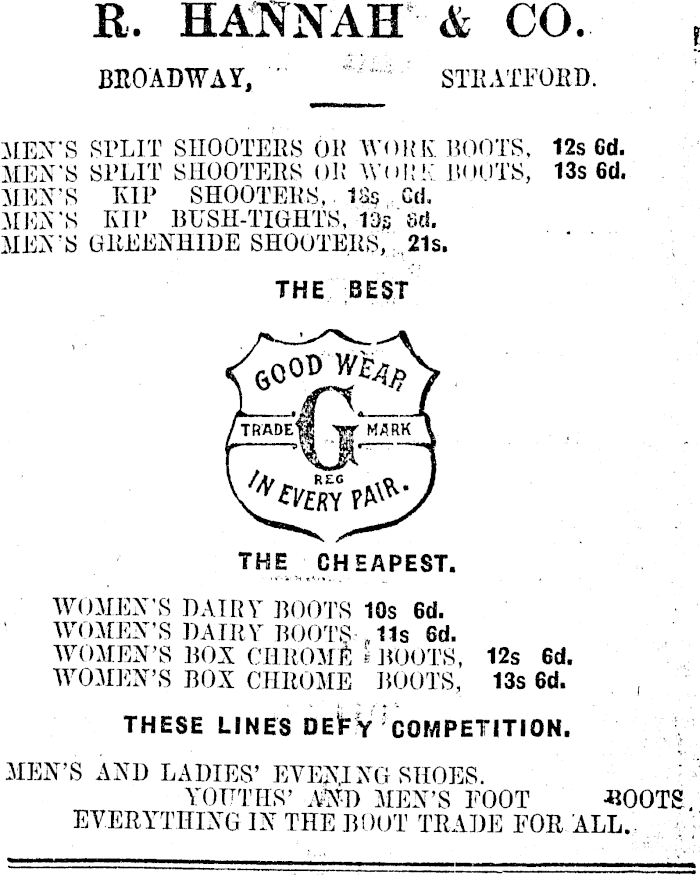 R. HANNAH & CO.
BROADWAY, STRATFORD.
MEN'S SPLIT SHOOTERS OR WORK BOOTS, 12s 6d.
MEN'S SPLIT SHOOTERS OR WORK BOOTS, 13s 6d.
MEN'S KIP SHOOTERS,
MEN'S KIP BUSH-TIGHTS,
MEN'S GREENHIDE SHOOTERS, 21s.
THE BEST
GOOD WEAR
TRADE G MARK
REG
IN EVERY PAIR.
THE CHEAPEST.
WOMEN'S DAIRY BOOTS 10s 6d.
WOMEN'S DAIRY BOOTS 11s 6d.
WOMEN'S BOX CHROME BOOTS, 12s 6d.
WOMEN'S BOX CHROME BOOTS, 13s 6d.
THESE LINES DEFY COMPETITION.
MEN'S AND LADIES' EVENING SHOES.
YOUTHS' AND MEN'S FOOT BOOTS.
EVERYTHING IN THE BOOT TRADE FOR ALL.